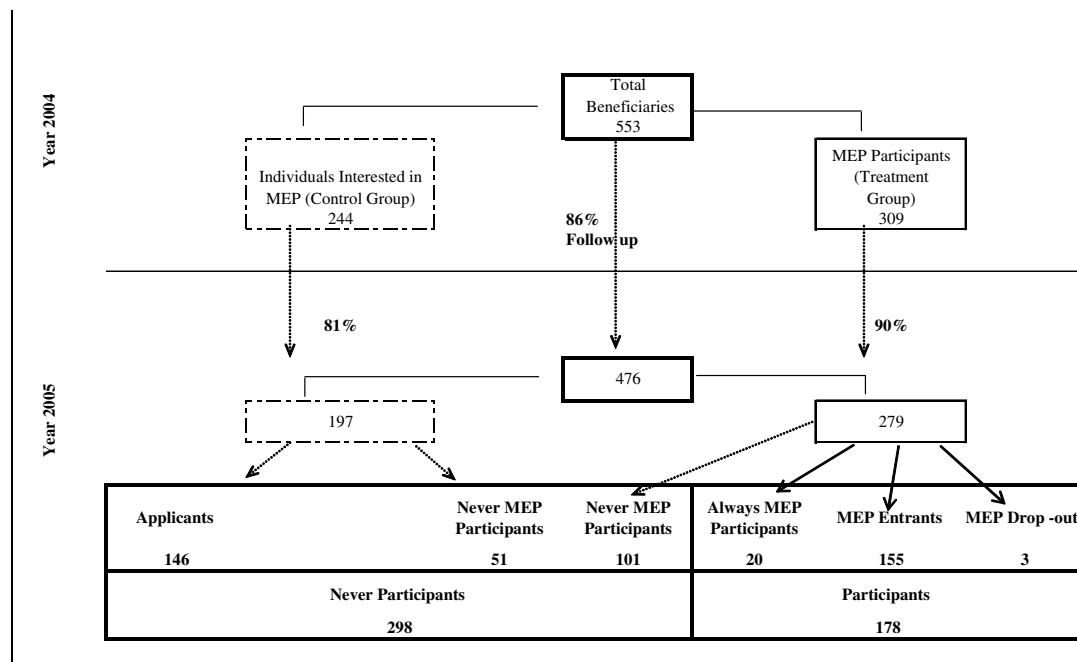 Year 2004
Total
Beneficiaries
553
Individuals Interested in
MEP (Control Group)
244
MEP Participants
(Treatment
Group)
309
86%
Follow up
81%
90%
Year 2005
476
197
279
Applicants
146
Never MEP
Participants
51
Never MEP
Participants
101
Always MEP
Participants
20
MEP Entrants
155
MEP Drop -out
3
Never Participants
298
Participants
178